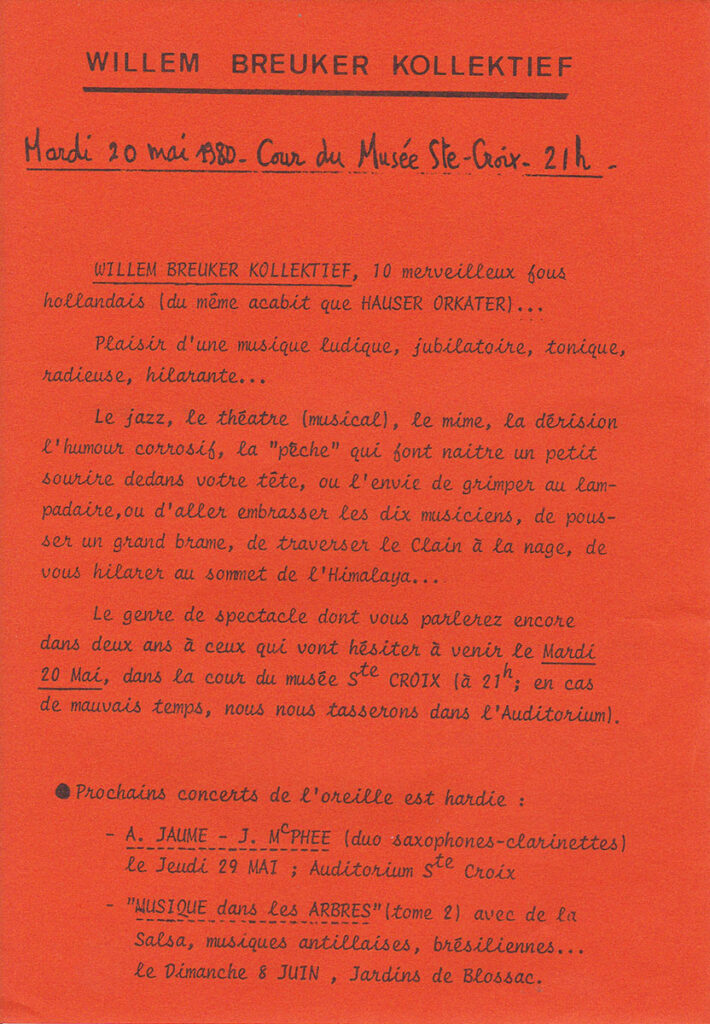 WILLEM BREUKER KOLLEKTIEF
Mardi 20 mai 1980 - Cour du Musée Ste-Croix - 21h -
WILLEM BREUKER KOLLEKTIEF, 10 merveilleux fous
hollandais (du même acabit que HAUSER ORKATER)...
Plaisir d'une musique ludique, jubilatoire, tonique,
radieuse, hilarante...
Le jazz, le théatre (musical), le mime, la dérision
l'humour corrosif, la "pêche" qui font naitre un petit
sourire dedans votre tête, ou l'envie de grimper au lam-
padaire,ou d'aller embrasser les dix musiciens, de pous-
ser un grand brame, de traverser le Clain à la nage, de
vous hilarer au sommet de l'Himalaya...
Le genre de spectacle dont vous parlerez encore
dans deux ans à ceux qui vont hésiter à venir le Mardi
20 Mai, dans la cour du musée Ste CROIX (à 21h; en cas
de mauvais temps, nous nous tasserons dans l'Auditorium).
● Prochains concerts de l'oreille est hardie :
- A. JAUME - J. McPHEE (duo saxophones-clarinettes)
le Jeudi 29 MAI ; Auditorium Ste Croix
- "MUSIQUE dans les ARBRES"(tome 2) avec de la
Salsa, musiques antillaises, brésiliennes...
le Dimanche 8 JUIN , Jardins de Blossac.